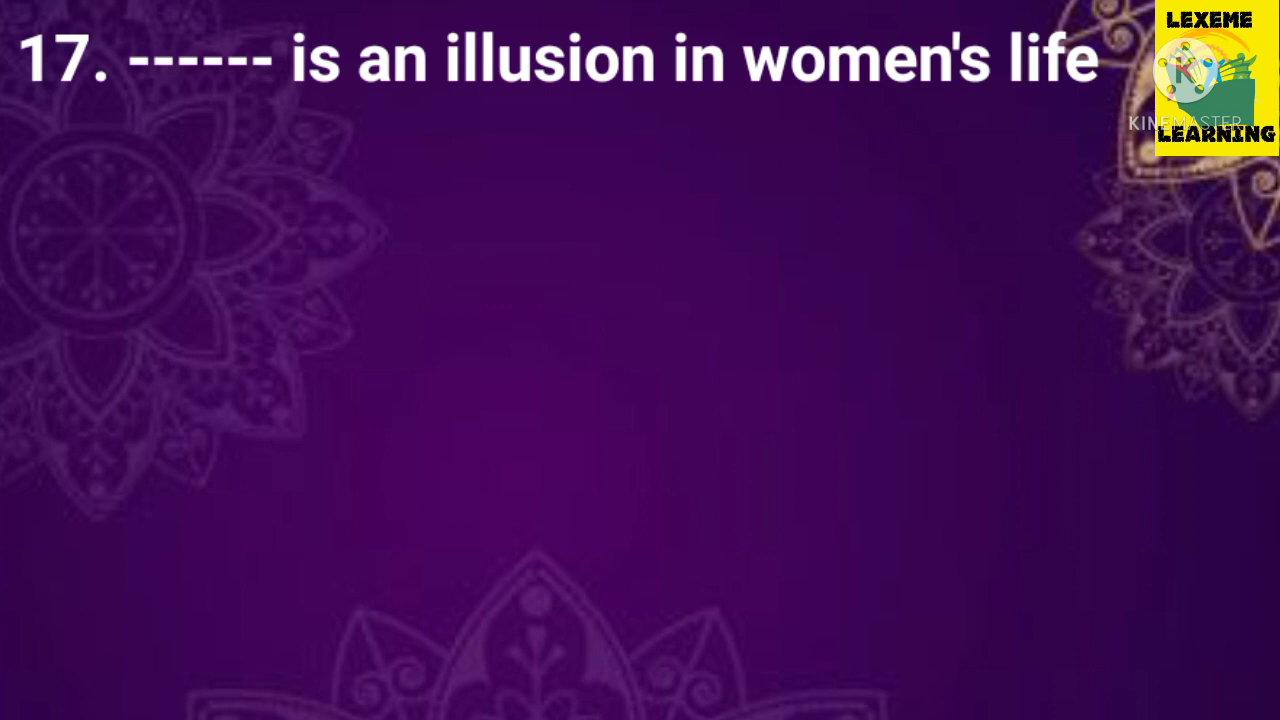 17. ------ is an illusion in women's life
LEXEME
K
KINEMASTER
LEARNING